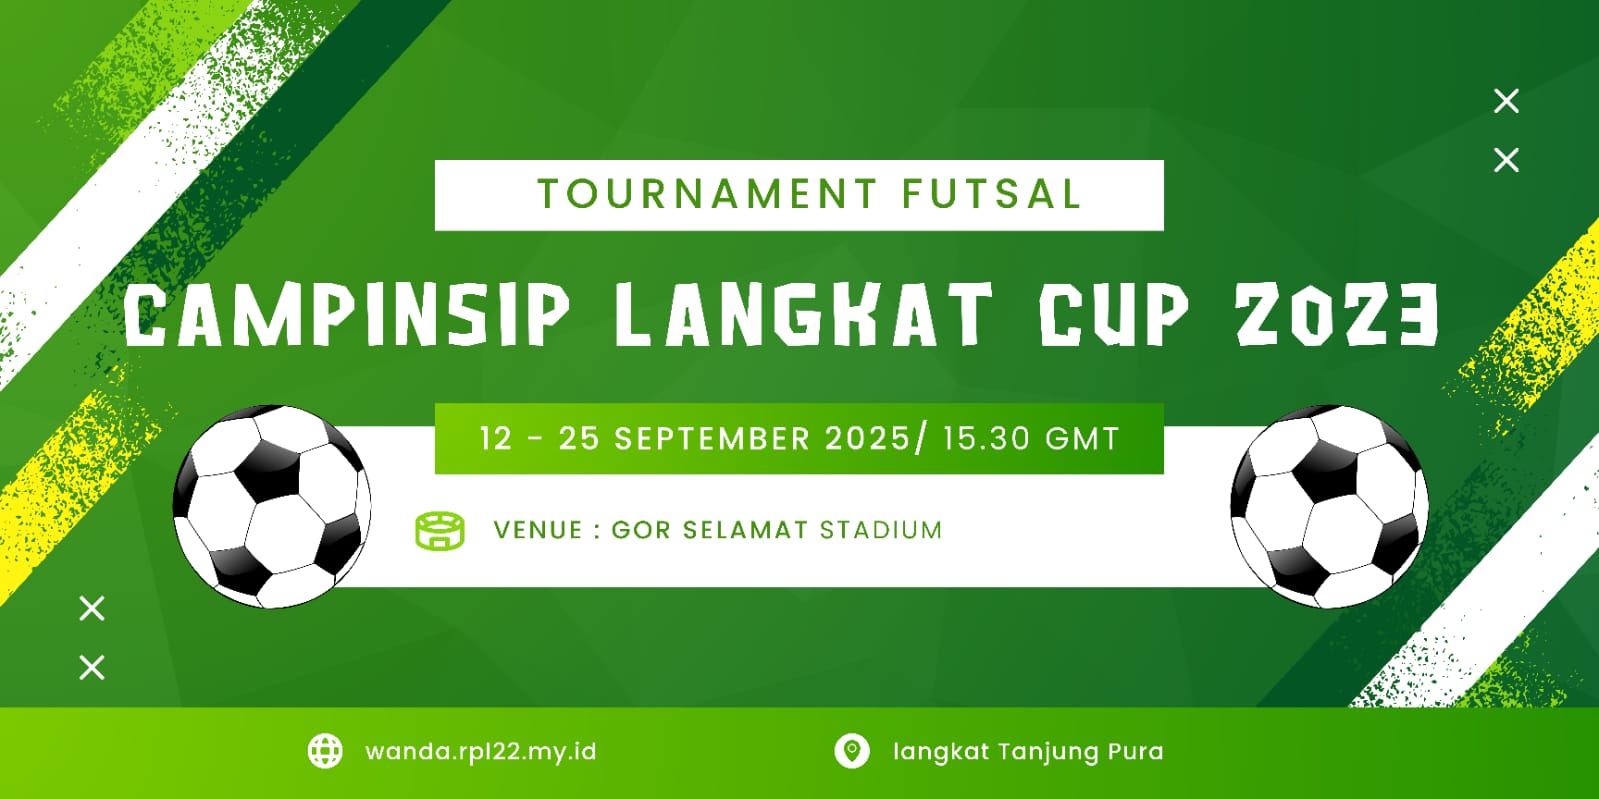 TOURNAMENT FUTSAL
CAMPINSIP LANGKAT CUP 2023
12 - 25 SEPTEMBER 2025/ 15.30 GMT
VENUE : GOR SELAMAT STADIUM
wanda.rpl22.my.id
langkat Tanjung Pura